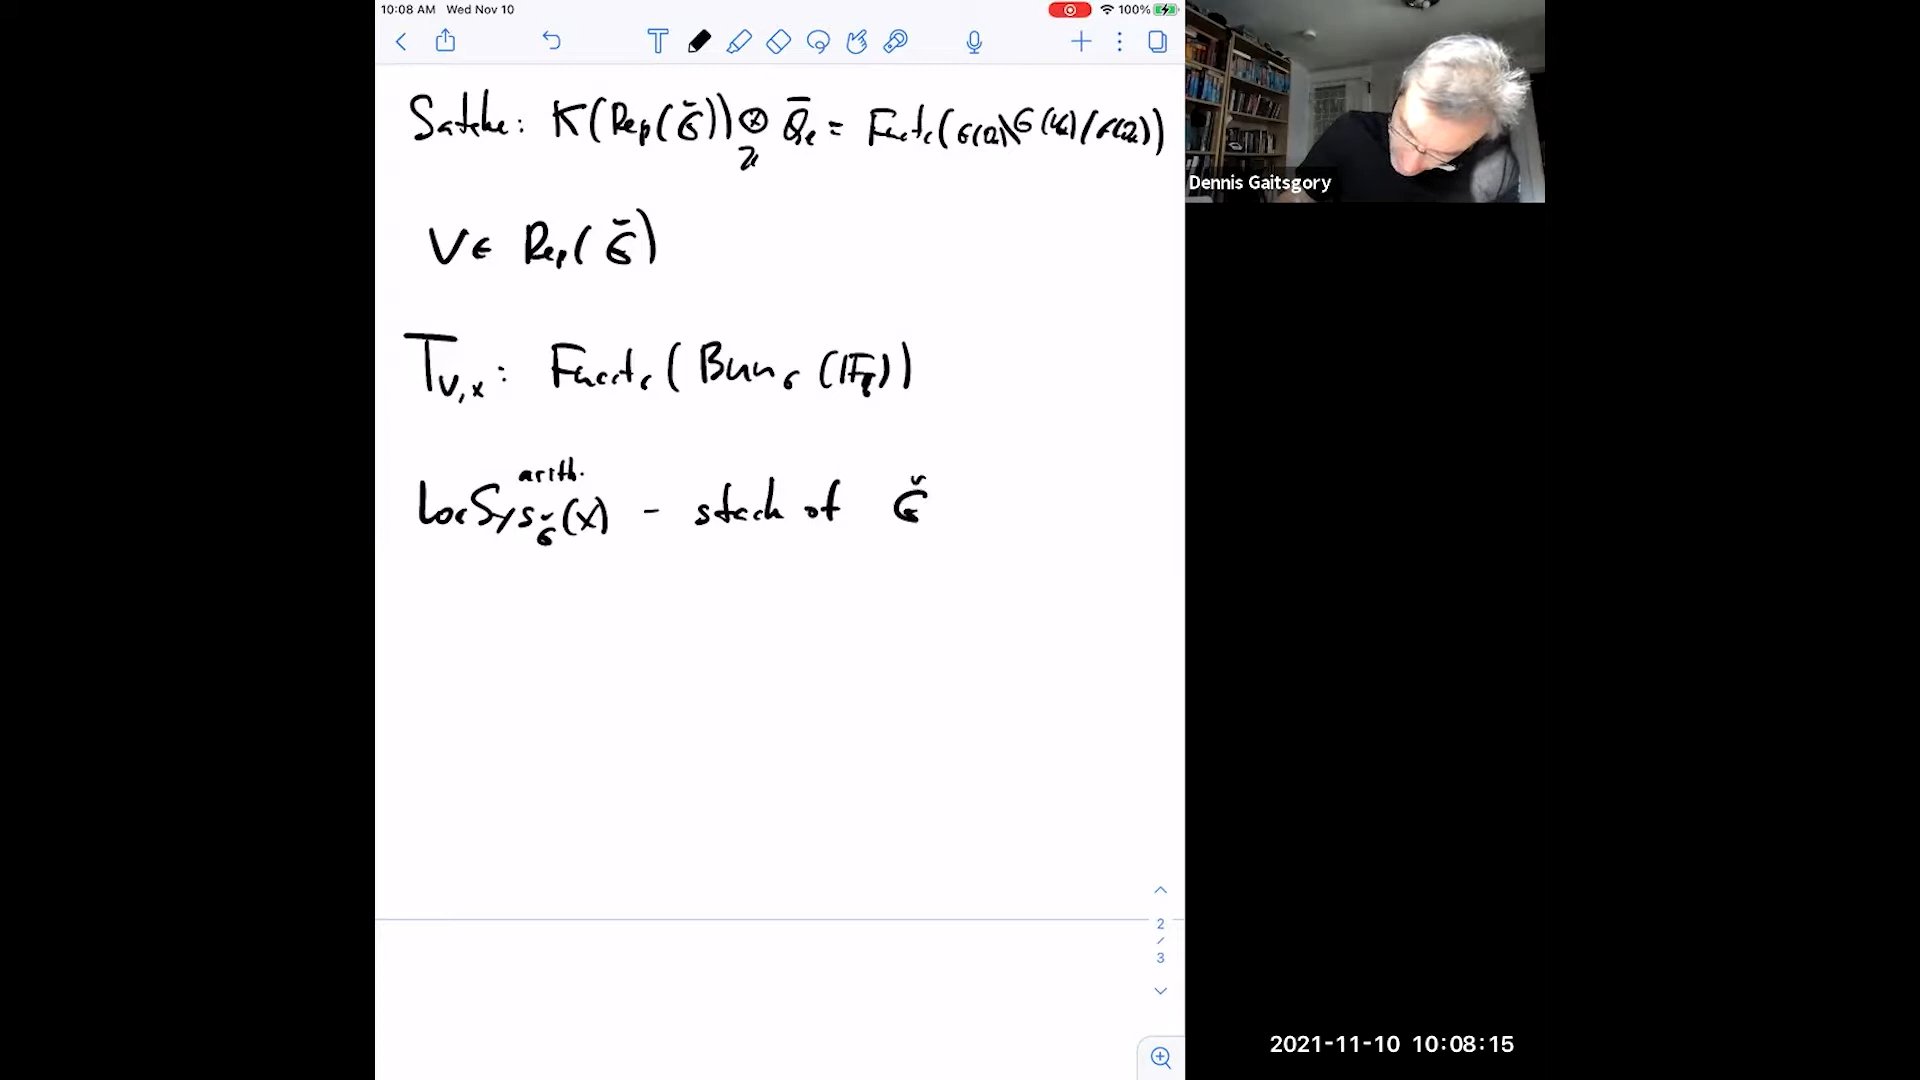 10:08 AM Wed Nov 10
100%
Satake: K(Rep(Ǧ)) ⊗_ℤ Q̄_ℓ = Funct_c(G(O)\G(K)/G(O))
Dennis Gaitsgory
V ∈ Rep(Ǧ)
T_{V,x}: Funct_c(Bun_G(𝔽_q))
LocSys^{arith.}_Ǧ(X) - stack of Ǧ
2
/
3
2021-11-10 10:08:15